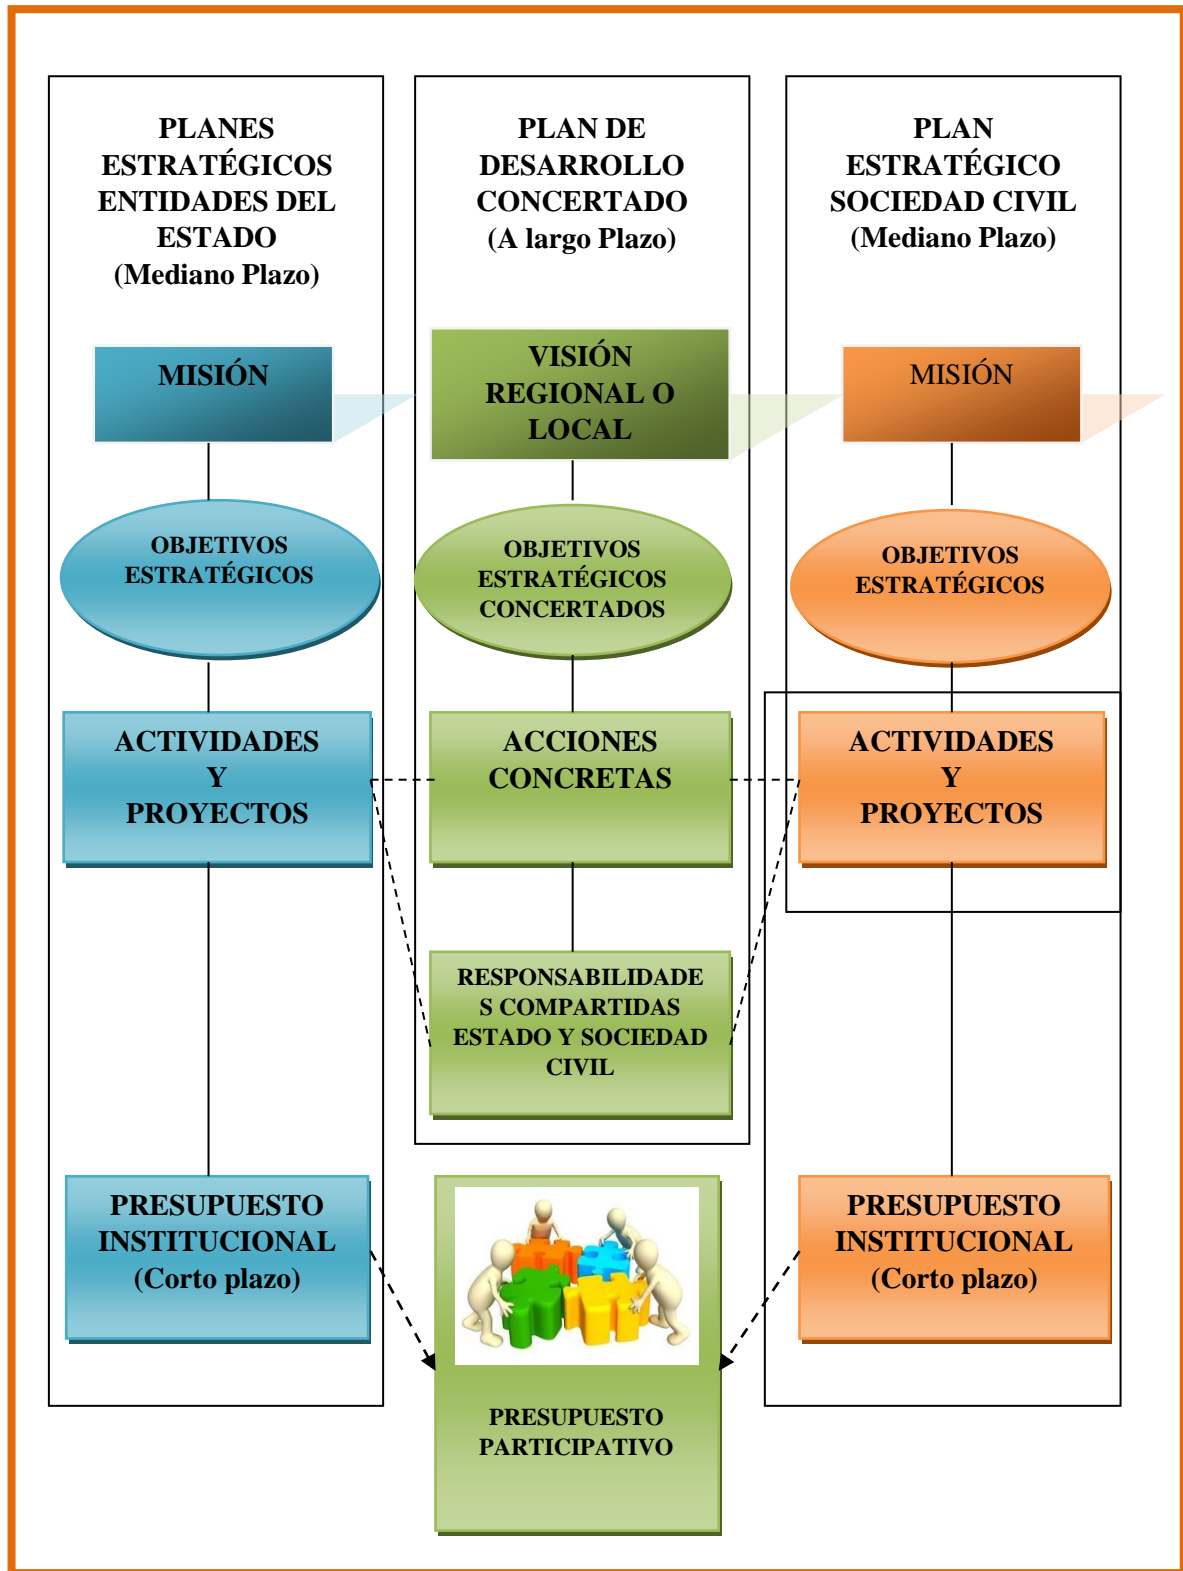 PLANES
ESTRATÉGICOS
ENTIDADES DEL
ESTADO
(Mediano Plazo)
PLAN DE
DESARROLLO
CONCERTADO
(A largo Plazo)
PLAN
ESTRATÉGICO
SOCIEDAD CIVIL
(Mediano Plazo)
MISIÓN
VISIÓN
REGIONAL O
LOCAL
MISIÓN
OBJETIVOS
ESTRATÉGICOS
OBJETIVOS
ESTRATÉGICOS
CONCERTADOS
OBJETIVOS
ESTRATÉGICOS
ACTIVIDADES
Y
PROYECTOS
ACCIONES
CONCRETAS
ACTIVIDADES
Y
PROYECTOS
RESPONSABILIDADE
S COMPARTIDAS
ESTADO Y SOCIEDAD
CIVIL
PRESUPUESTO
INSTITUCIONAL
(Corto plazo)
PRESUPUESTO
PARTICIPATIVO
PRESUPUESTO
INSTITUCIONAL
(Corto plazo)